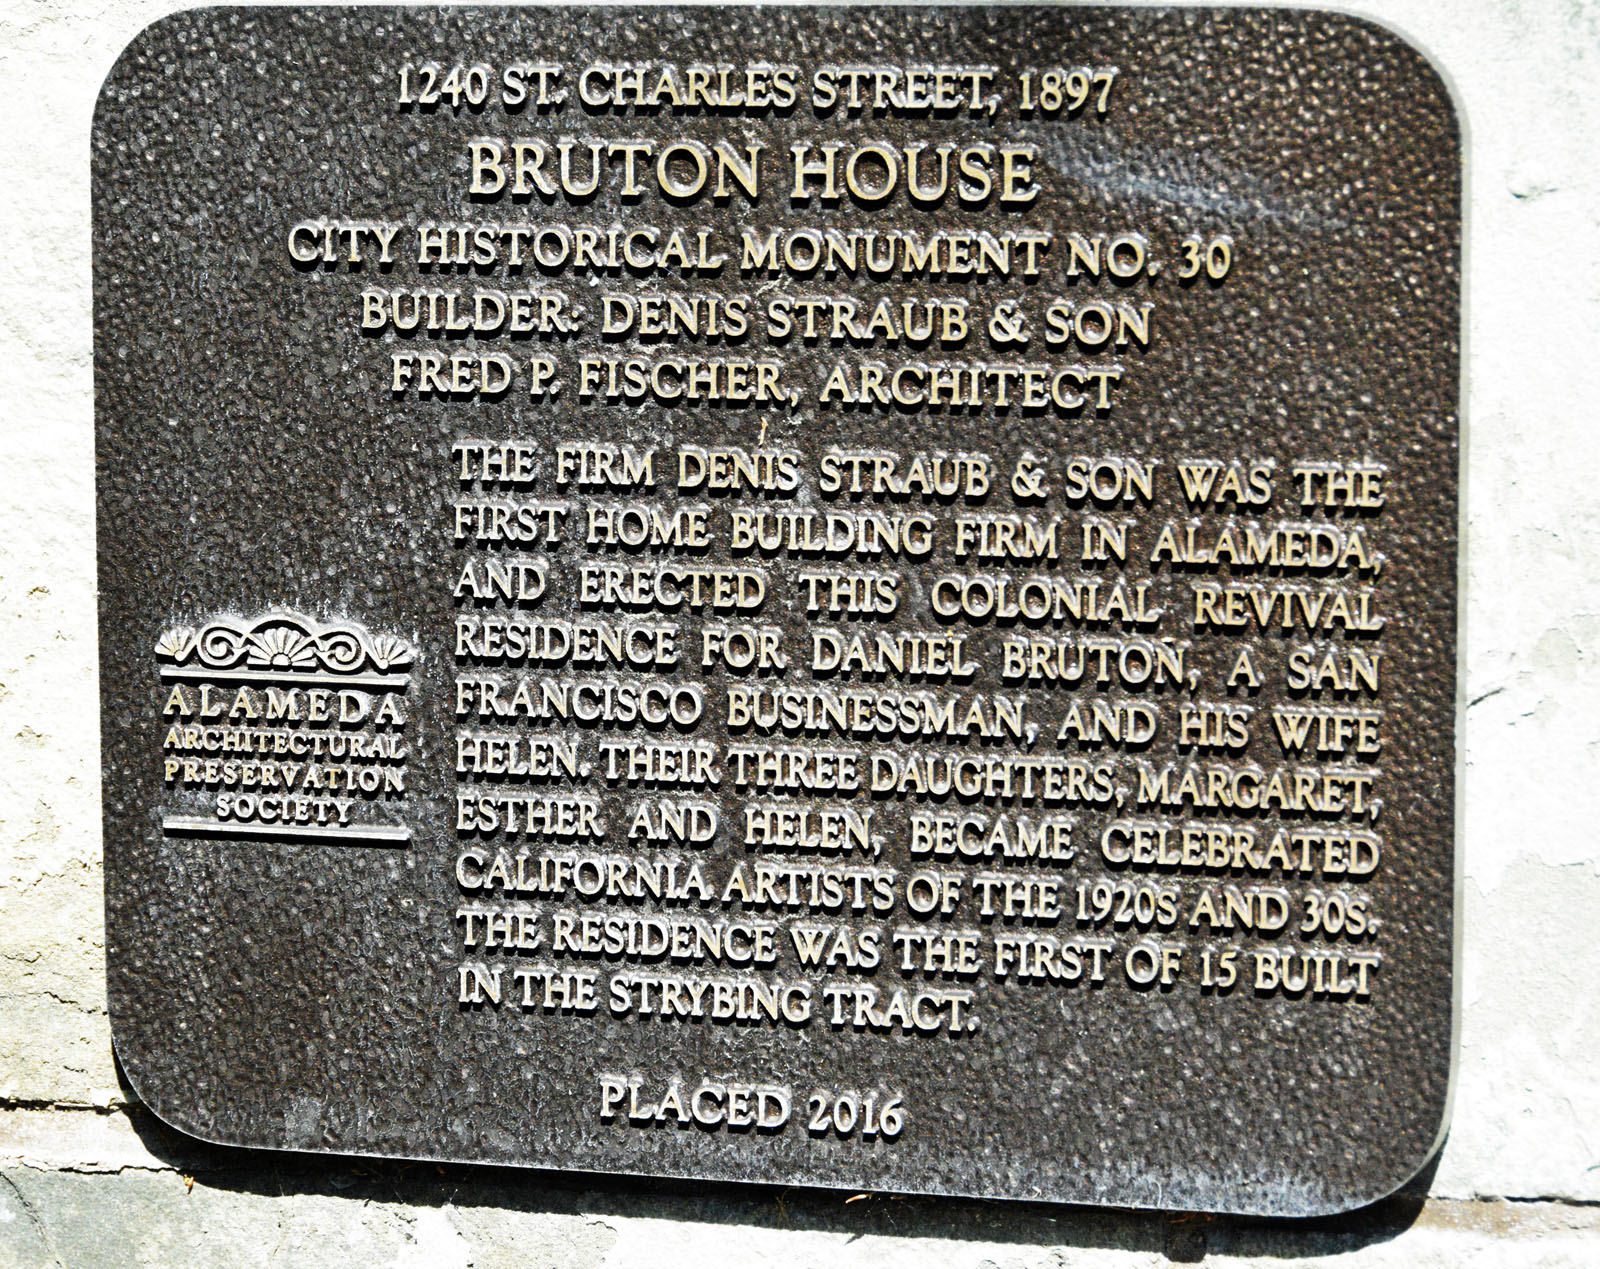 1240 ST. CHARLES STREET, 1897
BRUTON HOUSE
CITY HISTORICAL MONUMENT NO. 30
BUILDER: DENIS STRAUB & SON
FRED P. FISCHER, ARCHITECT
THE FIRM DENIS STRAUB & SON WAS THE
FIRST HOME BUILDING FIRM IN ALAMEDA,
AND ERECTED THIS COLONIAL REVIVAL
RESIDENCE FOR DANIEL BRUTON, A SAN
FRANCISCO BUSINESSMAN, AND HIS WIFE
HELEN. THEIR THREE DAUGHTERS, MARGARET,
ESTHER AND HELEN, BECAME CELEBRATED
CALIFORNIA ARTISTS OF THE 1920S AND 30S.
THE RESIDENCE WAS THE FIRST OF 15 BUILT
IN THE STRYBING TRACT.
ALAMEDA
ARCHITECTURAL
PRESERVATION
SOCIETY
PLACED 2016